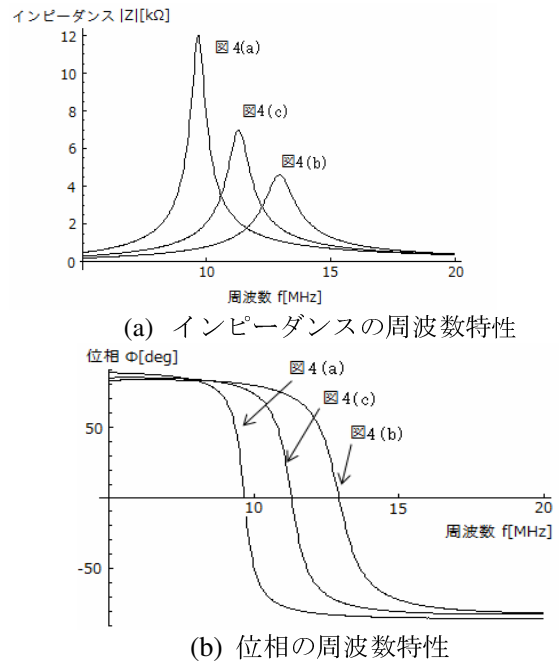 インピーダンス |Z|[kΩ]
12
10
8
6
4
2
0
図4(a)
図4(c)
図4(b)
10
15
20
周波数 f[MHz]
(a) インピーダンスの周波数特性
位相 Φ[deg]
50
-50
図4(a)
図4(c)
図4(b)
10
15
20
周波数 f[MHz]
(b) 位相の周波数特性